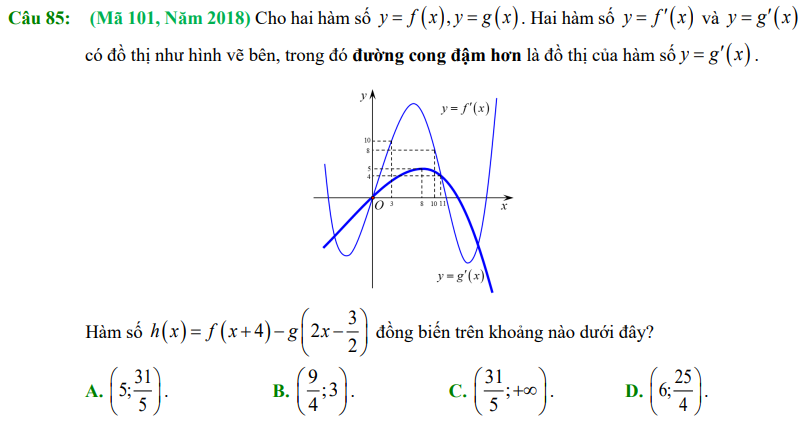 Câu 85: (Mã 101, Năm 2018) Cho hai hàm số y = f(x), y = g(x). Hai hàm số y = f′(x) và y = g′(x)
có đồ thị như hình vẽ bên, trong đó đường cong đậm hơn là đồ thị của hàm số y = g′(x).
y
y = f′(x)
10
8
5
4
O 3 8 10 11 x
y = g′(x)
Hàm số h(x) = f(x+4) − g(2x − 3/2) đồng biến trên khoảng nào dưới đây?
A. (5; 31/5). B. (9/4; 3). C. (31/5; +∞). D. (6; 25/4).